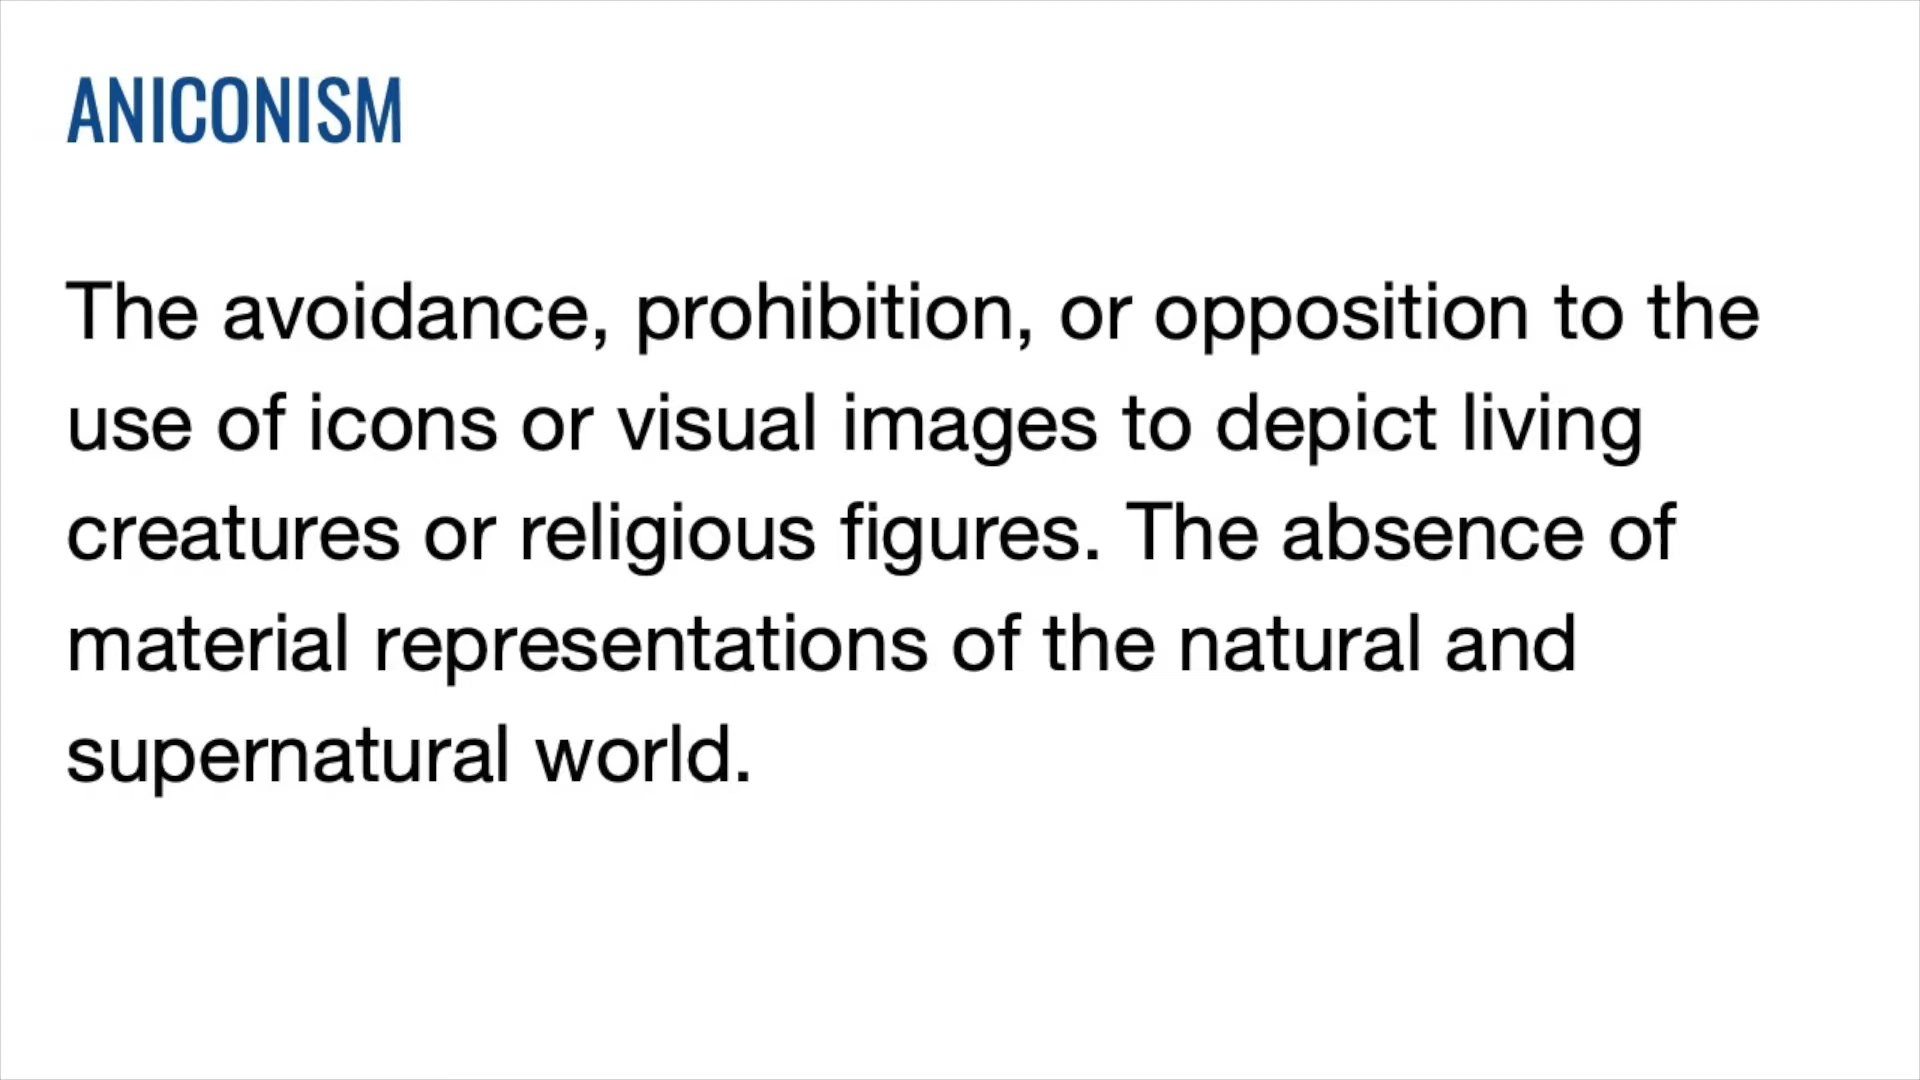 ANICONISM
The avoidance, prohibition, or opposition to the
use of icons or visual images to depict living
creatures or religious figures. The absence of
material representations of the natural and
supernatural world.